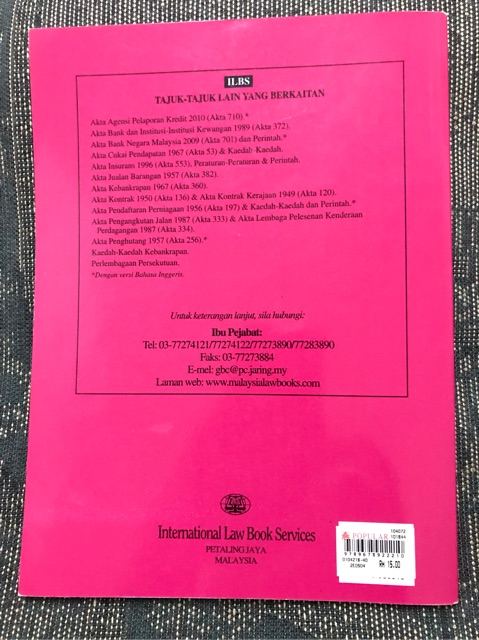 ILBS
TAJUK-TAJUK LAIN YANG BERKAITAN
Akta Agensi Pelaporan Kredit 2010 (Akta 710) *
Akta Bank dan Institusi-Institusi Kewangan 1989 (Akta 372).
Akta Bank Negara Malaysia 2009 (Akta 701) dan Perintah.*
Akta Cukai Pendapatan 1967 (Akta 53) & Kaedah-Kaedah.
Akta Insurans 1996 (Akta 553), Peraturan-Peraturan & Perintah.
Akta Jualan Barangan 1957 (Akta 382).
Akta Kebankrapan 1967 (Akta 360).
Akta Kontrak 1950 (Akta 136) & Akta Kontrak Kerajaan 1949 (Akta 120).
Akta Pendaftaran Perniagaan 1956 (Akta 197) & Kaedah-Kaedah dan Perintah.*
Akta Pengangkutan Jalan 1987 (Akta 333) & Akta Lembaga Pelesenan Kenderaan
Perdagangan 1987 (Akta 334).
Akta Penghutang 1957 (Akta 256).*
Kaedah-Kaedah Kebankrapan.
Perlembagaan Persekutuan.
*Dengan versi Bahasa Inggeris.
Untuk keterangan lanjut, sila hubungi:
Ibu Pejabat:
Tel: 03-77274121/77274122/77273890/77283890
Faks: 03-77273884
E-mel: gbc@pc.jaring.my
Laman web: www.malaysialawbooks.com
International Law Book Services
PETALING JAYA
MALAYSIA
104072
POPULAR 101844
9789678922210
0104218-40
2E0504 RM 15.00